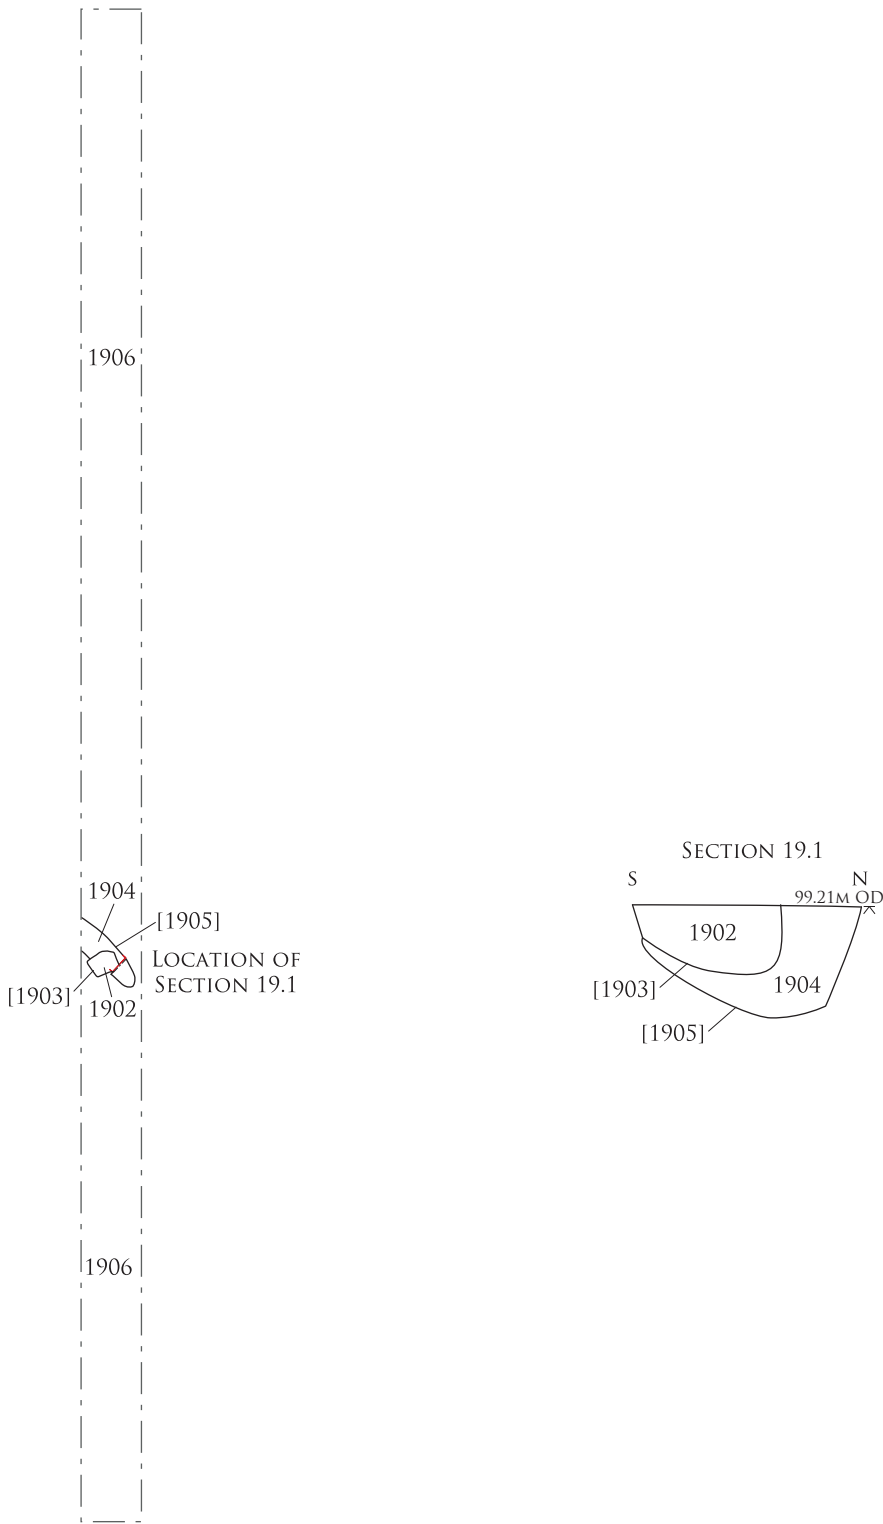 1906
1904
[1905]
LOCATION OF
SECTION 19.1
[1903]
1902
1906
SECTION 19.1
S
N
99.21M OD
1902
[1903]
1904
[1905]